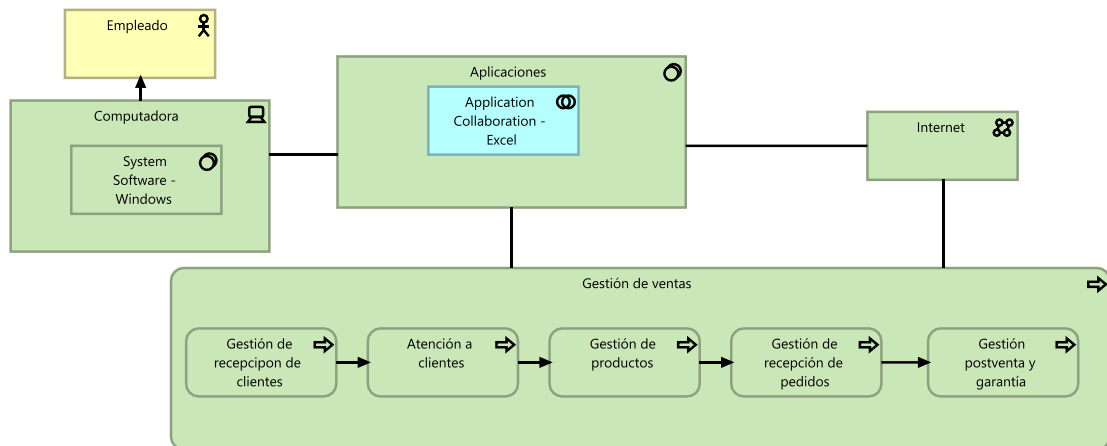 Empleado
Computadora
System
Software -
Windows
Aplicaciones
Application
Collaboration -
Excel
Internet
Gestión de ventas
Gestión de
recepcipon de
clientes
Atención a
clientes
Gestión de
productos
Gestión de
recepción de
pedidos
Gestión
postventa y
garantía